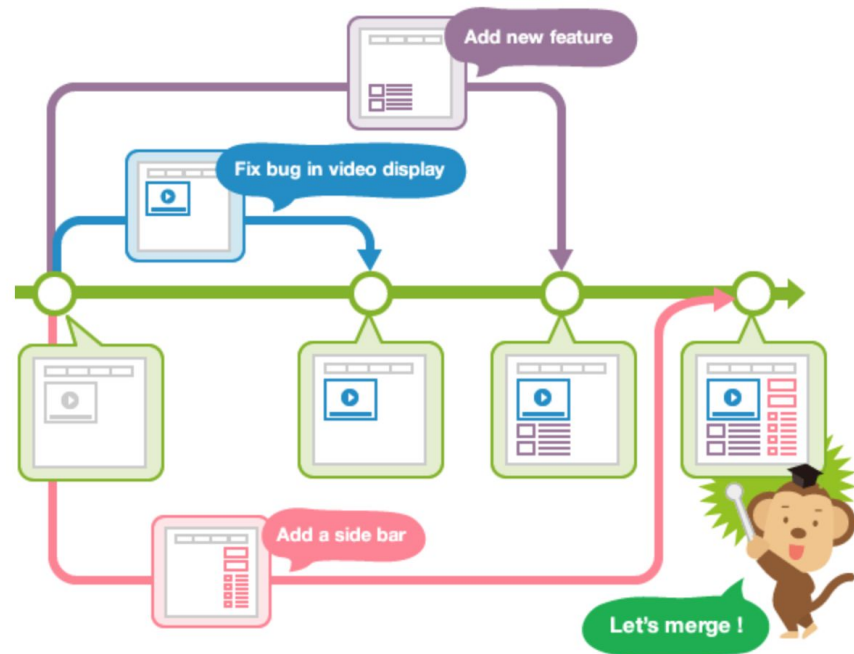 Add new feature
Fix bug in video display
Add a side bar
Let's merge !